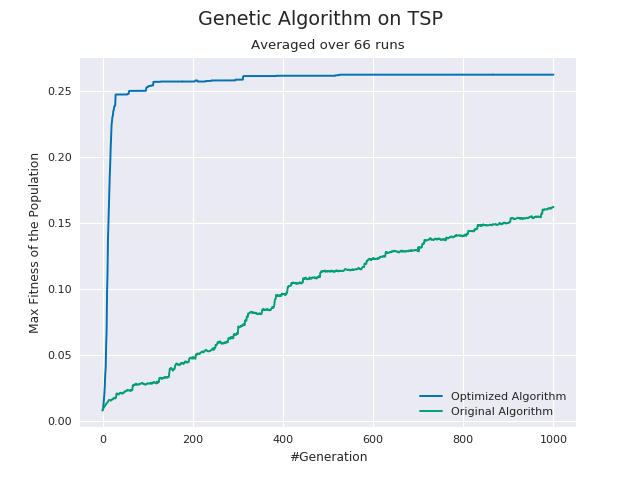 Genetic Algorithm on TSP
Averaged over 66 runs
Max Fitness of the Population
0.25
0.20
0.15
0.10
0.05
0.00
Optimized Algorithm
Original Algorithm
0
200
400
600
800
1000
#Generation